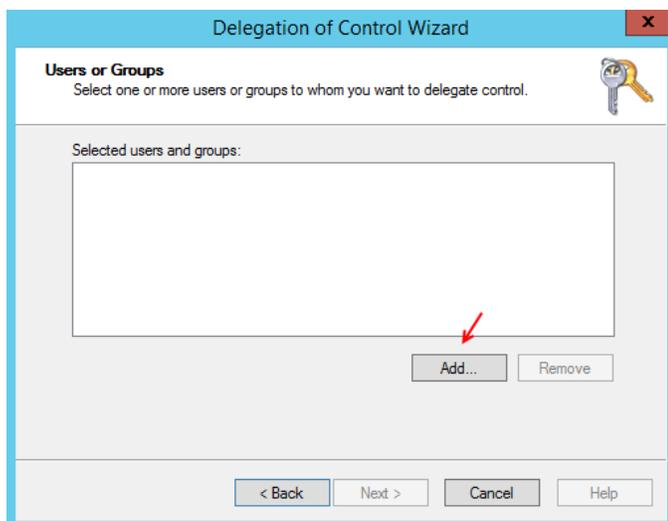 Delegation of Control Wizard
x
Users or Groups
Select one or more users or groups to whom you want to delegate control.
Selected users and groups:
Add...
Remove
< Back
Next >
Cancel
Help